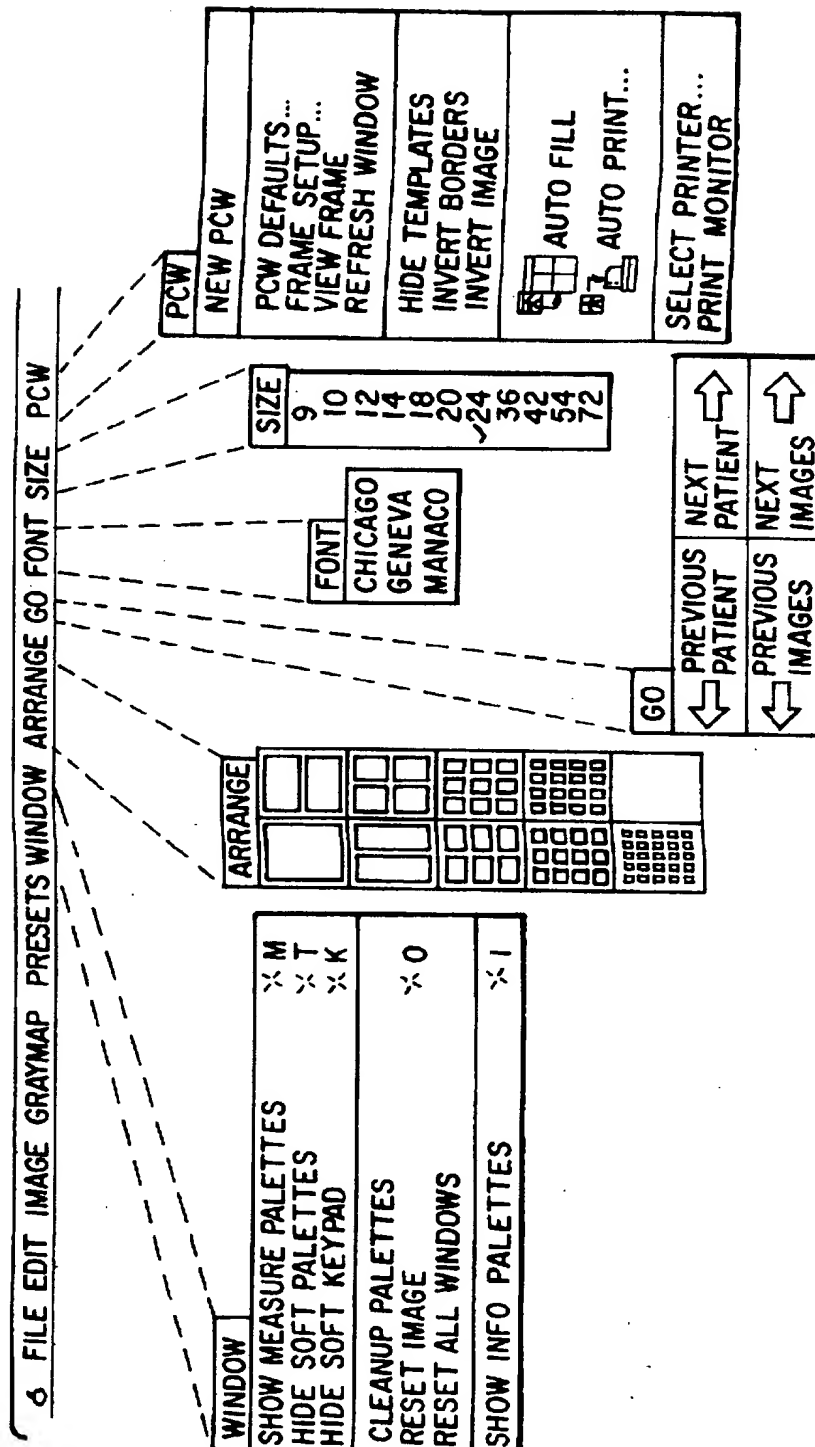 FILE EDIT IMAGE GRAYMAP PRESETS WINDOW ARRANGE GO FONT SIZE PCW
WINDOW
SHOW MEASURE PALETTES ⌘ M
HIDE SOFT PALETTES ⌘ T
HIDE SOFT KEYPAD ⌘ K
CLEANUP PALETTES
RESET IMAGE ⌘ O
RESET ALL WINDOWS
SHOW INFO PALETTES ⌘ I
ARRANGE
GO
PREVIOUS PATIENT
NEXT PATIENT
PREVIOUS IMAGES
NEXT IMAGES
FONT
CHICAGO
GENEVA
MANACO
SIZE
9
10
12
14
18
20
✓24
36
42
54
72
PCW
NEW PCW
PCW DEFAULTS...
FRAME SETUP...
VIEW FRAME
REFRESH WINDOW
HIDE TEMPLATES
INVERT BORDERS
INVERT IMAGE
AUTO FILL
AUTO PRINT...
SELECT PRINTER...
PRINT MONITOR